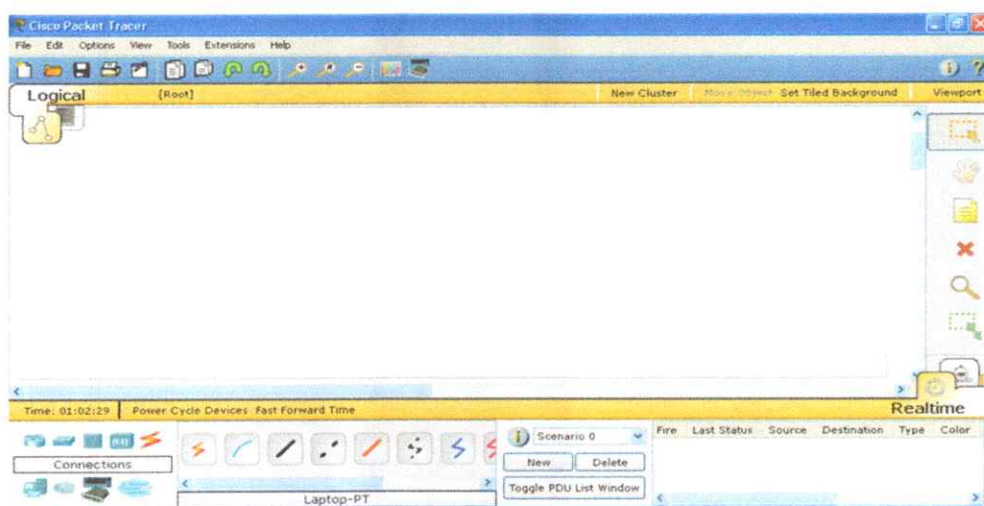 Cisco Packet Tracer
File Edit Options View Tools Extensions Help
Logical [Root] New Cluster Move Object Set Tiled Background Viewport
Time: 01:02:29 Power Cycle Devices Fast Forward Time Realtime
Scenario 0 Fire Last Status Source Destination Type Color
Connections New Delete
Toggle PDU List Window
Laptop-PT